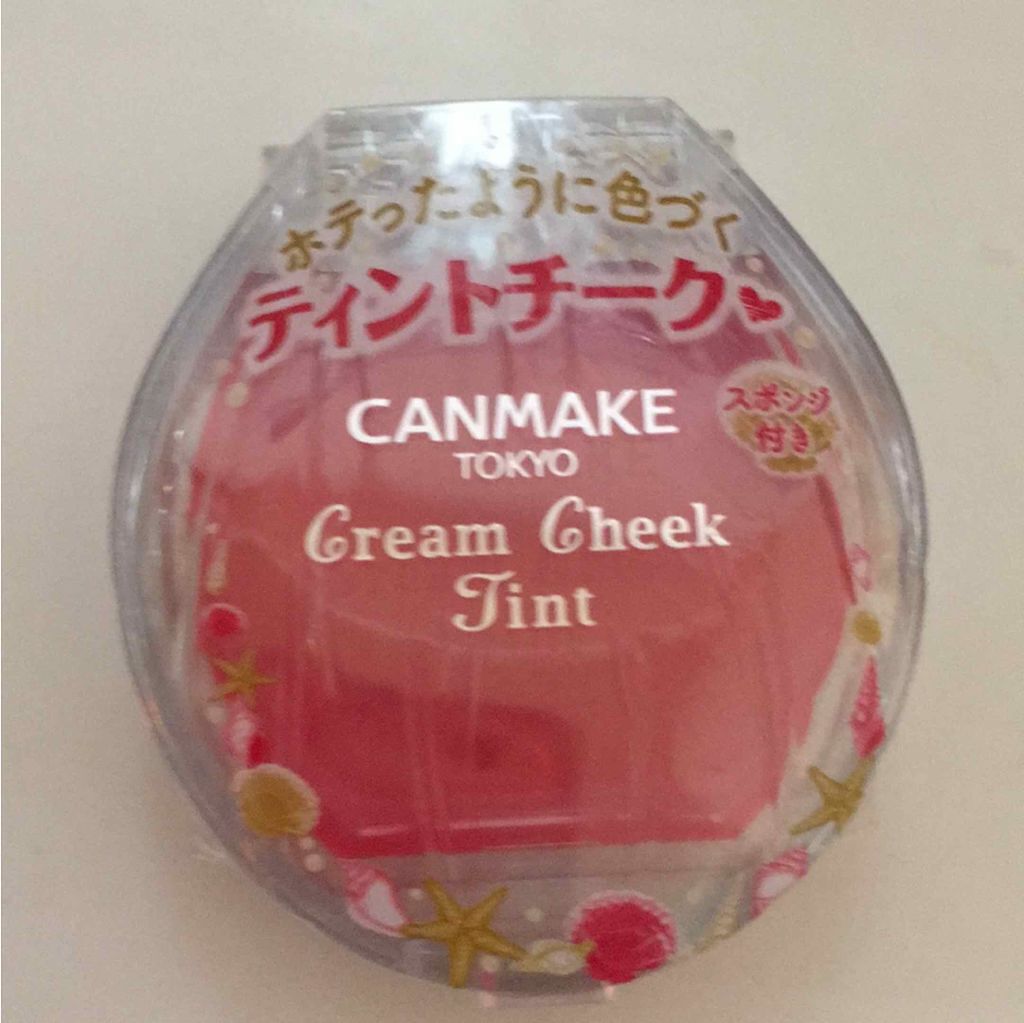 ホテったように色づく
ティントチーク♥
スポンジ
付き
CANMAKE
TOKYO
Cream Cheek
Tint